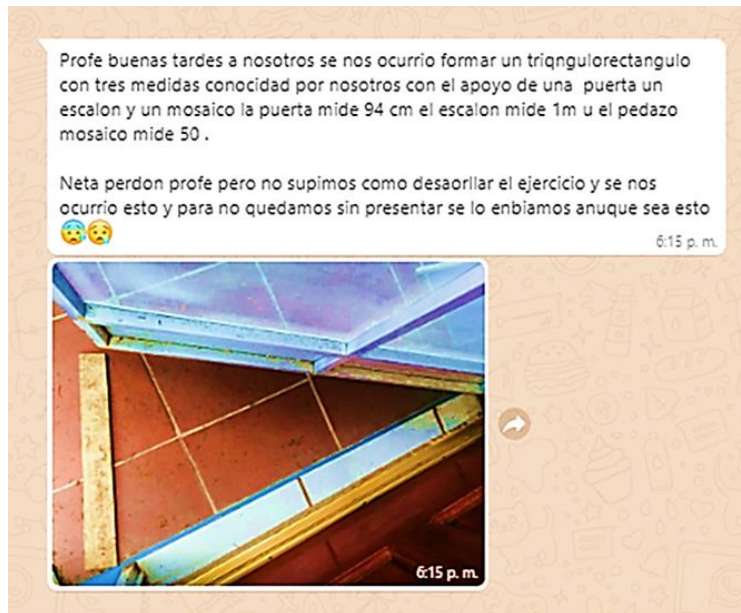 Profe buenas tardes a nosotros se nos ocurrio formar un triqngulorectangulo
con tres medidas conocidad por nosotros con el apoyo de una puerta un
escalon y un mosaico la puerta mide 94 cm el escalon mide 1m u el pedazo
mosaico mide 50 .
Neta perdon profe pero no supimos como desaorllar el ejercicio y se nos
ocurrio esto y para no quedamos sin presentar se lo enbiamos anuque sea esto
6:15 p. m.
6:15 p. m.